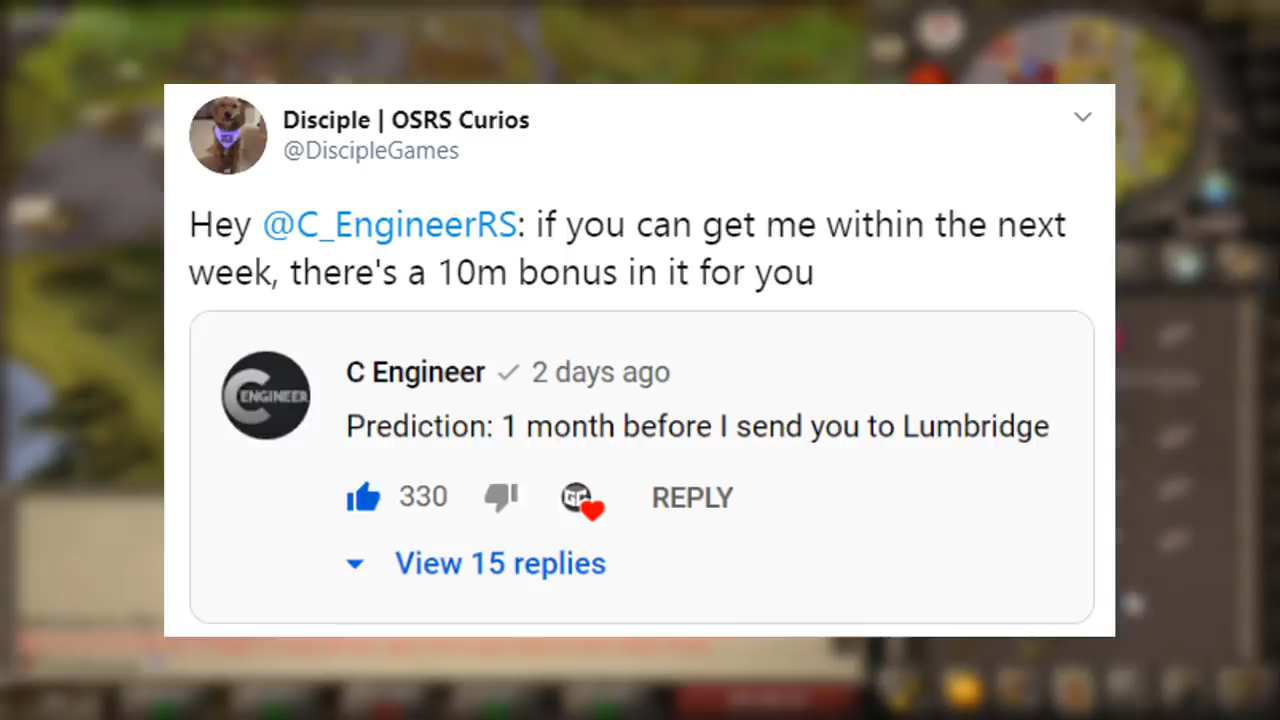 Disciple | OSRS Curios
@DiscipleGames
Hey @C_EngineerRS: if you can get me within the next
week, there's a 10m bonus in it for you
C ENGINEER
C Engineer ✓ 2 days ago
Prediction: 1 month before I send you to Lumbridge
330 GC REPLY
View 15 replies